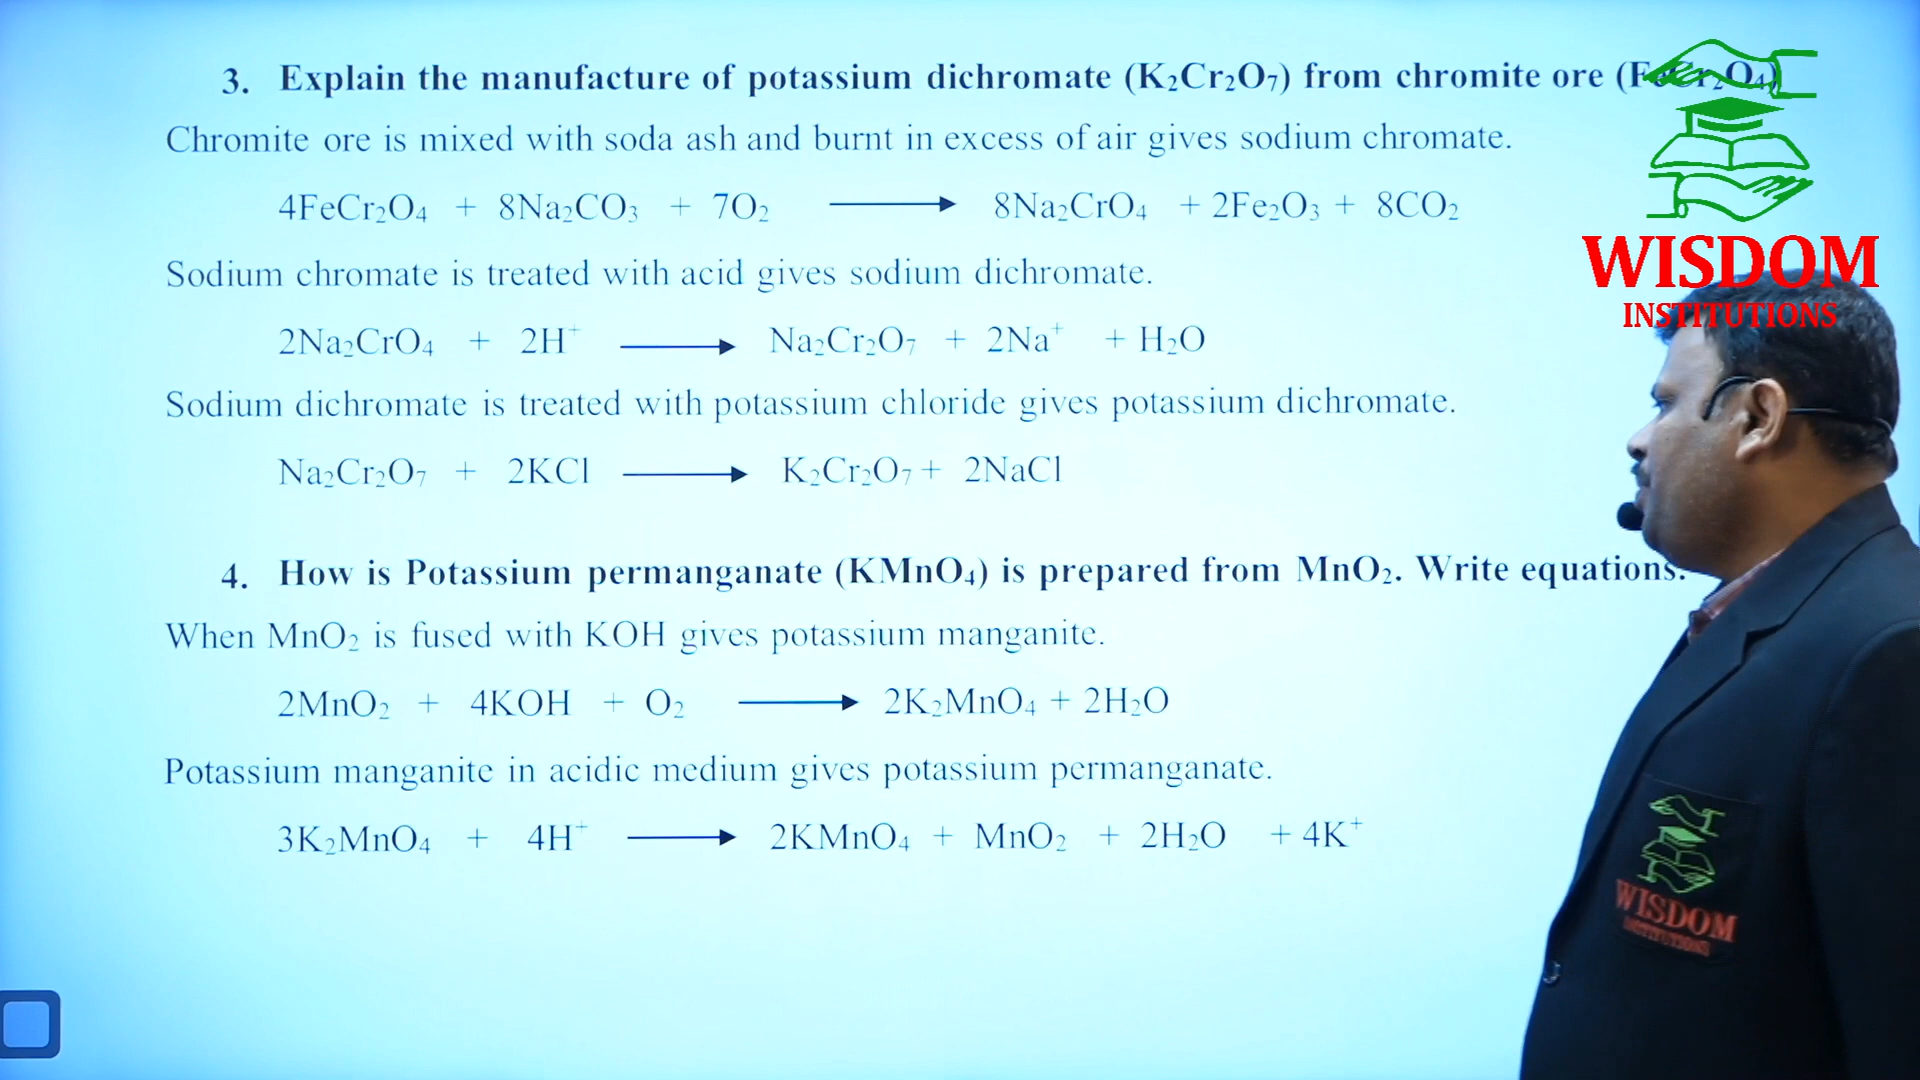 3. Explain the manufacture of potassium dichromate (K₂Cr₂O₇) from chromite ore (FeCr₂O₄)
Chromite ore is mixed with soda ash and burnt in excess of air gives sodium chromate.
4FeCr₂O₄ + 8Na₂CO₃ + 7O₂ ⟶ 8Na₂CrO₄ + 2Fe₂O₃ + 8CO₂
Sodium chromate is treated with acid gives sodium dichromate.
2Na₂CrO₄ + 2H⁺ ⟶ Na₂Cr₂O₇ + 2Na⁺ + H₂O
Sodium dichromate is treated with potassium chloride gives potassium dichromate.
Na₂Cr₂O₇ + 2KCl ⟶ K₂Cr₂O₇ + 2NaCl
4. How is Potassium permanganate (KMnO₄) is prepared from MnO₂. Write equations.
When MnO₂ is fused with KOH gives potassium manganite.
2MnO₂ + 4KOH + O₂ ⟶ 2K₂MnO₄ + 2H₂O
Potassium manganite in acidic medium gives potassium permanganate.
3K₂MnO₄ + 4H⁺ ⟶ 2KMnO₄ + MnO₂ + 2H₂O + 4K⁺
WISDOM
INSTITUTIONS
WISDOM
INSTITUTIONS